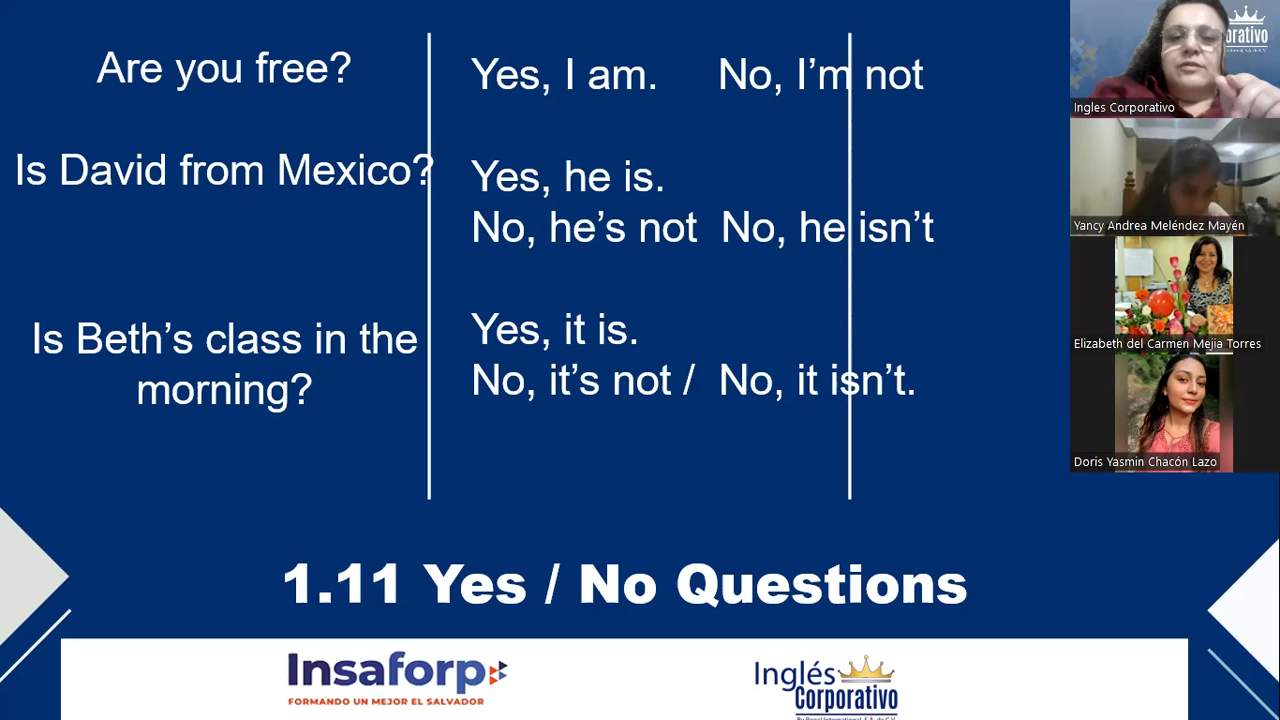 Are you free?
Yes, I am. No, I'm not
Is David from Mexico?
Yes, he is.
No, he's not No, he isn't
Is Beth's class in the
morning?
Yes, it is.
No, it's not / No, it isn't.
1.11 Yes / No Questions
Insaforp
FORMANDO UN MEJOR EL SALVADOR
Inglés
Corporativo
orativo
Ingles Corporativo
Yancy Andrea Meléndez Mayén
Elizabeth del Carmen Mejia Torres
Doris Yasmin Chacón Lazo